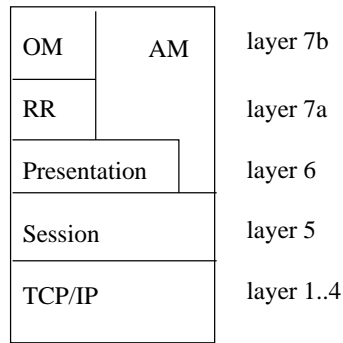 OM AM layer 7b
RR layer 7a
Presentation layer 6
Session layer 5
TCP/IP layer 1..4